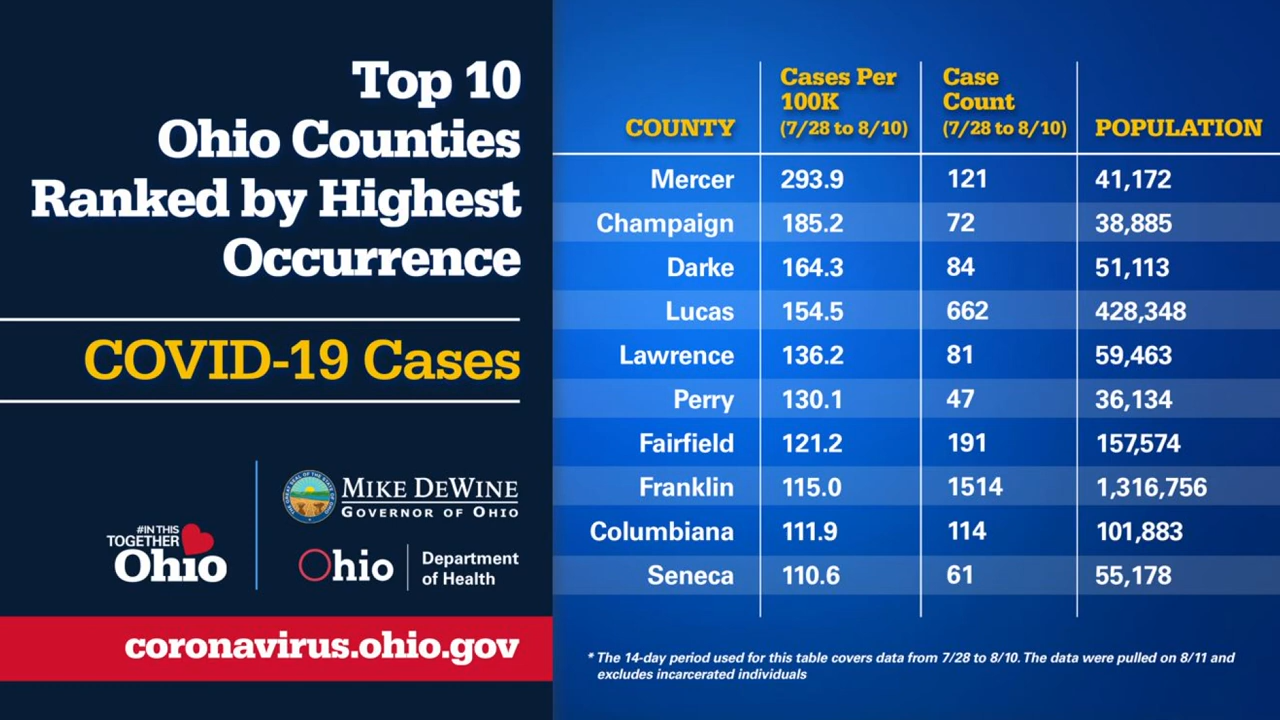 Top 10
Ohio Counties
Ranked by Highest
Occurrence
COVID-19 Cases
#IN THIS
TOGETHER
Ohio
MIKE DEWINE
GOVERNOR OF OHIO
Ohio
Department
of Health
coronavirus.ohio.gov
COUNTY Cases Per 100K (7/28 to 8/10) Case Count (7/28 to 8/10) POPULATION
Mercer 293.9 121 41,172
Champaign 185.2 72 38,885
Darke 164.3 84 51,113
Lucas 154.5 662 428,348
Lawrence 136.2 81 59,463
Perry 130.1 47 36,134
Fairfield 121.2 191 157,574
Franklin 115.0 1514 1,316,756
Columbiana 111.9 114 101,883
Seneca 110.6 61 55,178
* The 14-day period used for this table covers data from 7/28 to 8/10. The data were pulled on 8/11 and
excludes incarcerated individuals